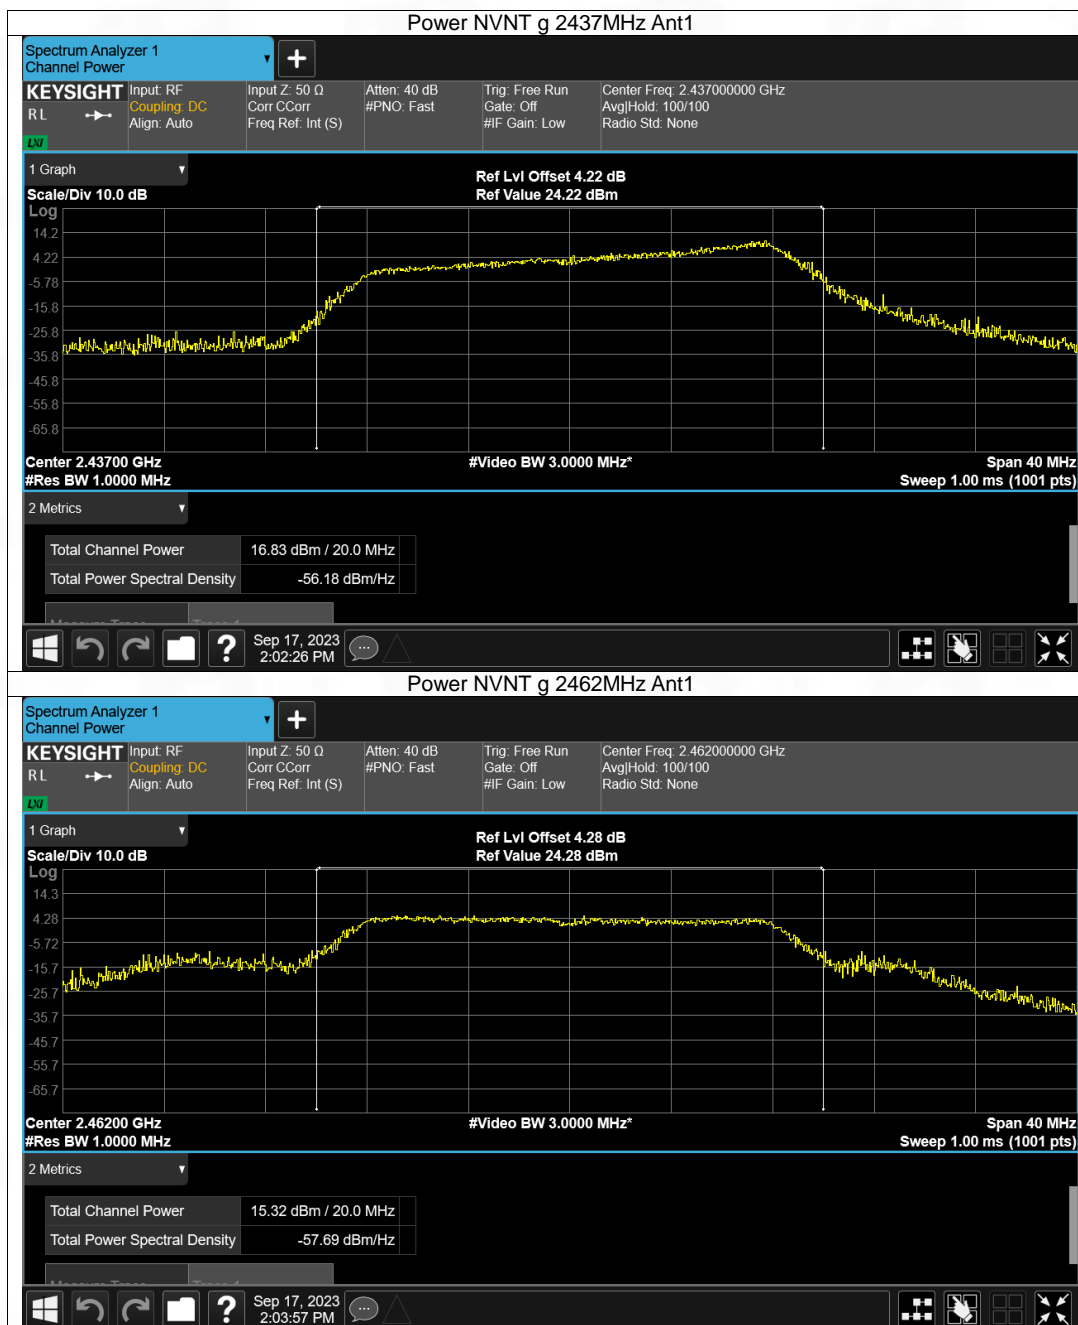 Power NVNT g 2437MHz Ant1
Spectrum Analyzer 1
Channel Power
KEYSIGHT Input: RF Input Z: 50 Ω Atten: 40 dB Trig: Free Run Center Freq: 2.437000000 GHz
RL Coupling: DC Corr CCorr #PNO: Fast Gate: Off Avg|Hold: 100/100
Align: Auto Freq Ref: Int (S) #IF Gain: Low Radio Std: None
LXI
1 Graph
Ref Lvl Offset 4.22 dB
Scale/Div 10.0 dB Ref Value 24.22 dBm
Log
14.2
4.22
-5.78
-15.8
-25.8
-35.8
-45.8
-55.8
-65.8
Center 2.43700 GHz #Video BW 3.0000 MHz* Span 40 MHz
#Res BW 1.0000 MHz Sweep 1.00 ms (1001 pts)
2 Metrics
Total Channel Power 16.83 dBm / 20.0 MHz
Total Power Spectral Density -56.18 dBm/Hz
Sep 17, 2023
2:02:26 PM
Power NVNT g 2462MHz Ant1
Spectrum Analyzer 1
Channel Power
KEYSIGHT Input: RF Input Z: 50 Ω Atten: 40 dB Trig: Free Run Center Freq: 2.462000000 GHz
RL Coupling: DC Corr CCorr #PNO: Fast Gate: Off Avg|Hold: 100/100
Align: Auto Freq Ref: Int (S) #IF Gain: Low Radio Std: None
LXI
1 Graph
Ref Lvl Offset 4.28 dB
Scale/Div 10.0 dB Ref Value 24.28 dBm
Log
14.3
4.28
-5.72
-15.7
-25.7
-35.7
-45.7
-55.7
-65.7
Center 2.46200 GHz #Video BW 3.0000 MHz* Span 40 MHz
#Res BW 1.0000 MHz Sweep 1.00 ms (1001 pts)
2 Metrics
Total Channel Power 15.32 dBm / 20.0 MHz
Total Power Spectral Density -57.69 dBm/Hz
Sep 17, 2023
2:03:57 PM